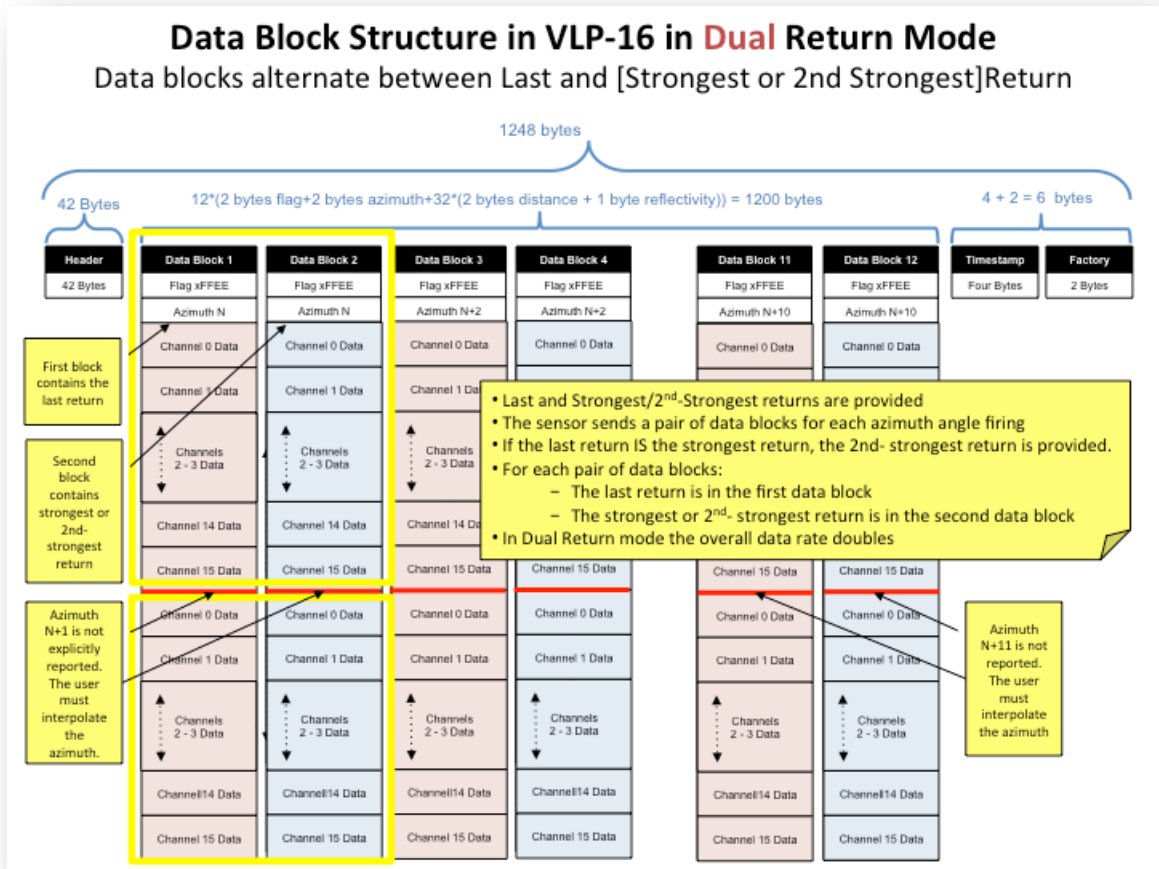 Data Block Structure in VLP-16 in Dual Return Mode
Data blocks alternate between Last and [Strongest or 2nd Strongest]Return
1248 bytes
42 Bytes
12*(2 bytes flag+2 bytes azimuth+32*(2 bytes distance + 1 byte reflectivity)) = 1200 bytes
4 + 2 = 6 bytes
Header
42 Bytes
Data Block 1
Flag xFFEE
Azimuth N
Channel 0 Data
Channel 1 Data
Channels
2 - 3 Data
Channel 14 Data
Channel 15 Data
Channel 0 Data
Channel 1 Data
Channels
2 - 3 Data
Channell14 Data
Channel 15 Data
Data Block 2
Flag xFFEE
Azimuth N
Channel 0 Data
Channel 1 Data
Channels
2 - 3 Data
Channel 14 Data
Channel 15 Data
Channel 0 Data
Channel 1 Data
Channels
2 - 3 Data
Channell14 Data
Channel 15 Data
Data Block 3
Flag xFFEE
Azimuth N+2
Channel 0 Data
Channel 1 Dat
Channels
2 - 3 Data
Channel 14 Dat
Channel 15 Data
Channel 0 Data
Channel 1 Data
Channels
2 - 3 Data
Channell14 Data
Channel 15 Data
Data Block 4
Flag xFFEE
Azimuth N+2
Channel 0 Data
Channel 15 Data
Channel 0 Data
Channel 1 Data
Channels
2 - 3 Data
Channell14 Data
Channel 15 Data
Data Block 11
Flag xFFEE
Azimuth N+10
Channel 0 Data
Channel 15 Data
Channel 0 Data
Channel 1 Data
Channels
2 - 3 Data
Channell14 Data
Channel 15 Data
Data Block 12
Flag xFFEE
Azimuth N+10
Channel 0 Data
Channel 15 Data
Channel 0 Data
Channel 1 Data
Channels
2 - 3 Data
Channell14 Data
Channel 15 Data
Timestamp
Four Bytes
Factory
2 Bytes
First block
contains the
last return
Second
block
contains
strongest or
2nd-
strongest
return
Azimuth
N+1 is not
explicitly
reported.
The user
must
interpolate
the
azimuth.
• Last and Strongest/2nd-Strongest returns are provided
• The sensor sends a pair of data blocks for each azimuth angle firing
• If the last return IS the strongest return, the 2nd- strongest return is provided.
• For each pair of data blocks:
– The last return is in the first data block
– The strongest or 2nd- strongest return is in the second data block
• In Dual Return mode the overall data rate doubles
Azimuth
N+11 is not
reported.
The user
must
interpolate
the azimuth